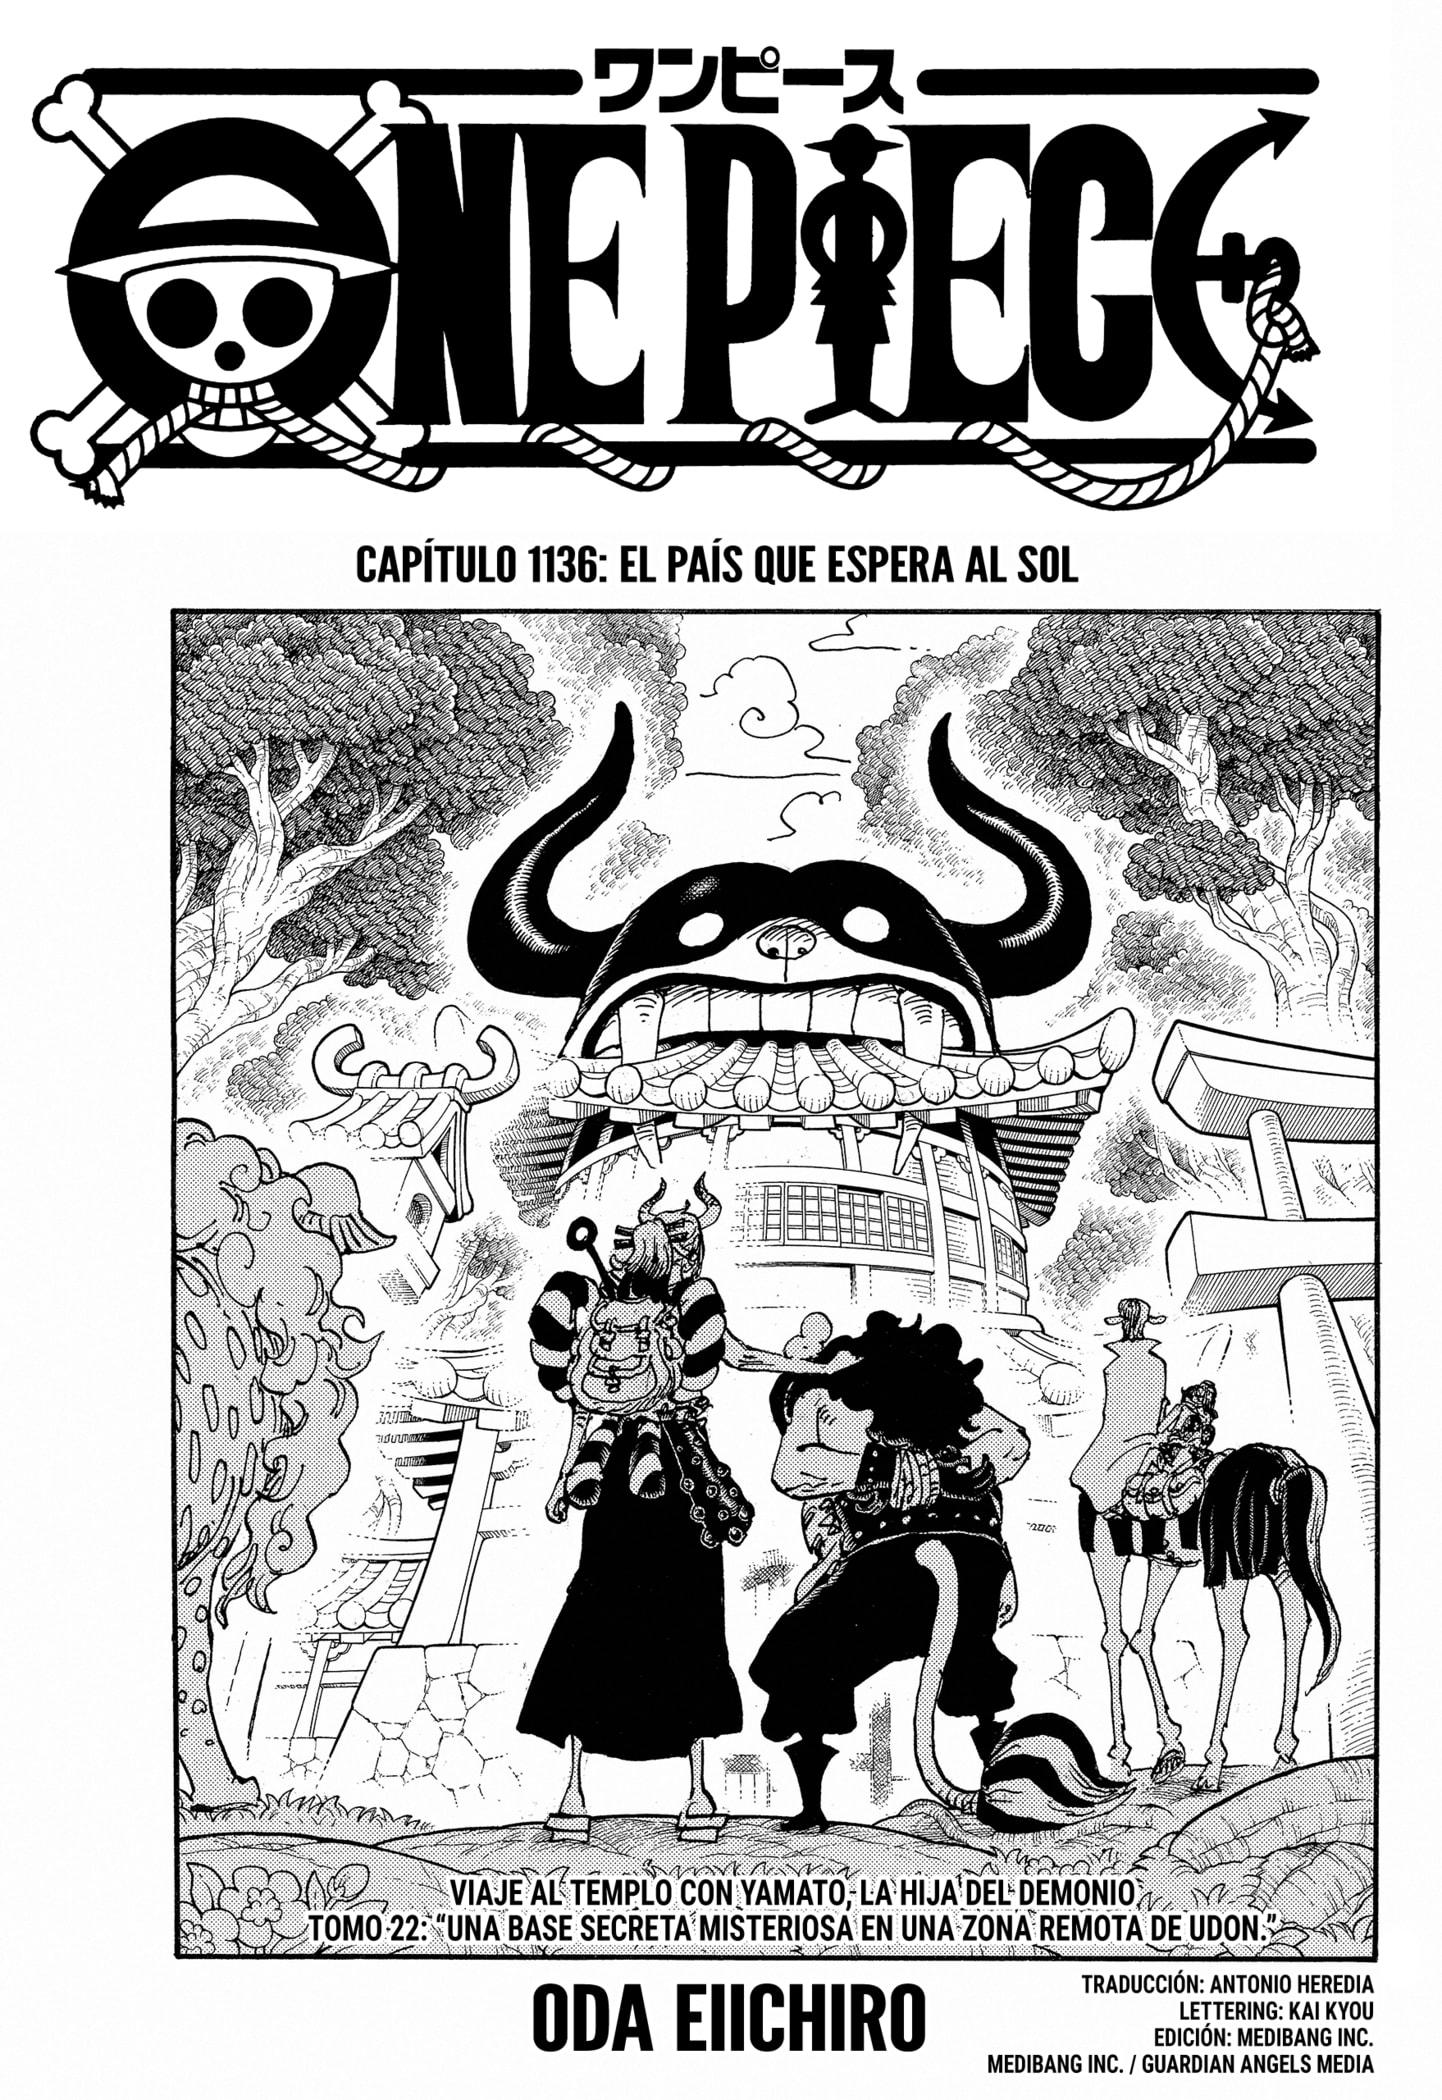 ワンピース
ONE PIECE
CAPÍTULO 1136: EL PAÍS QUE ESPERA AL SOL
VIAJE AL TEMPLO CON YAMATO, LA HIJA DEL DEMONIO
TOMO 22: “UNA BASE SECRETA MISTERIOSA EN UNA ZONA REMOTA DE UDON.”
ODA EIICHIRO
TRADUCCIÓN: ANTONIO HEREDIA
LETTERING: KAI KYOU
EDICIÓN: MEDIBANG INC.
MEDIBANG INC. / GUARDIAN ANGELS MEDIA